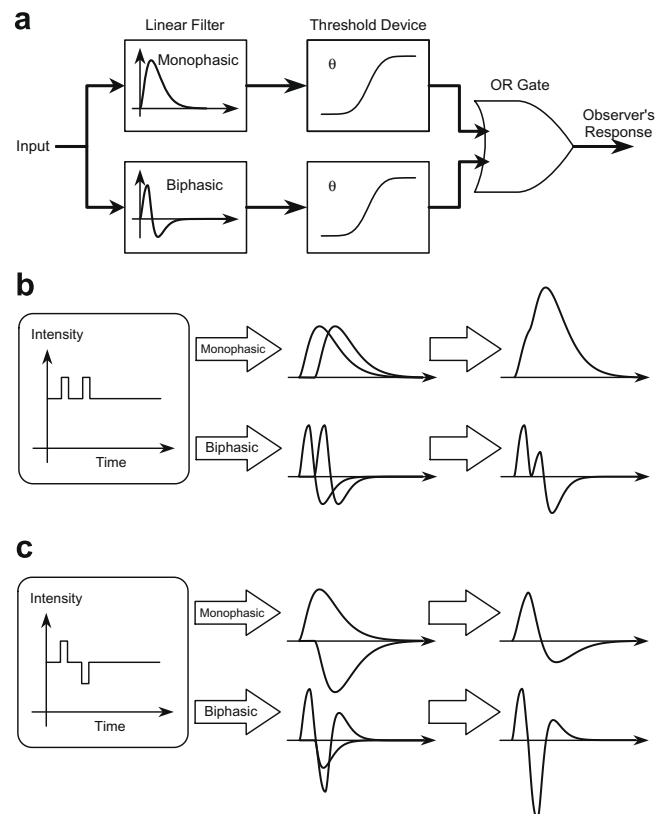 a
Linear Filter
Threshold Device
Monophasic
θ
OR Gate
Input
Observer's
Response
Biphasic
θ
b
Intensity
Time
Monophasic
Biphasic
c
Intensity
Time
Monophasic
Biphasic